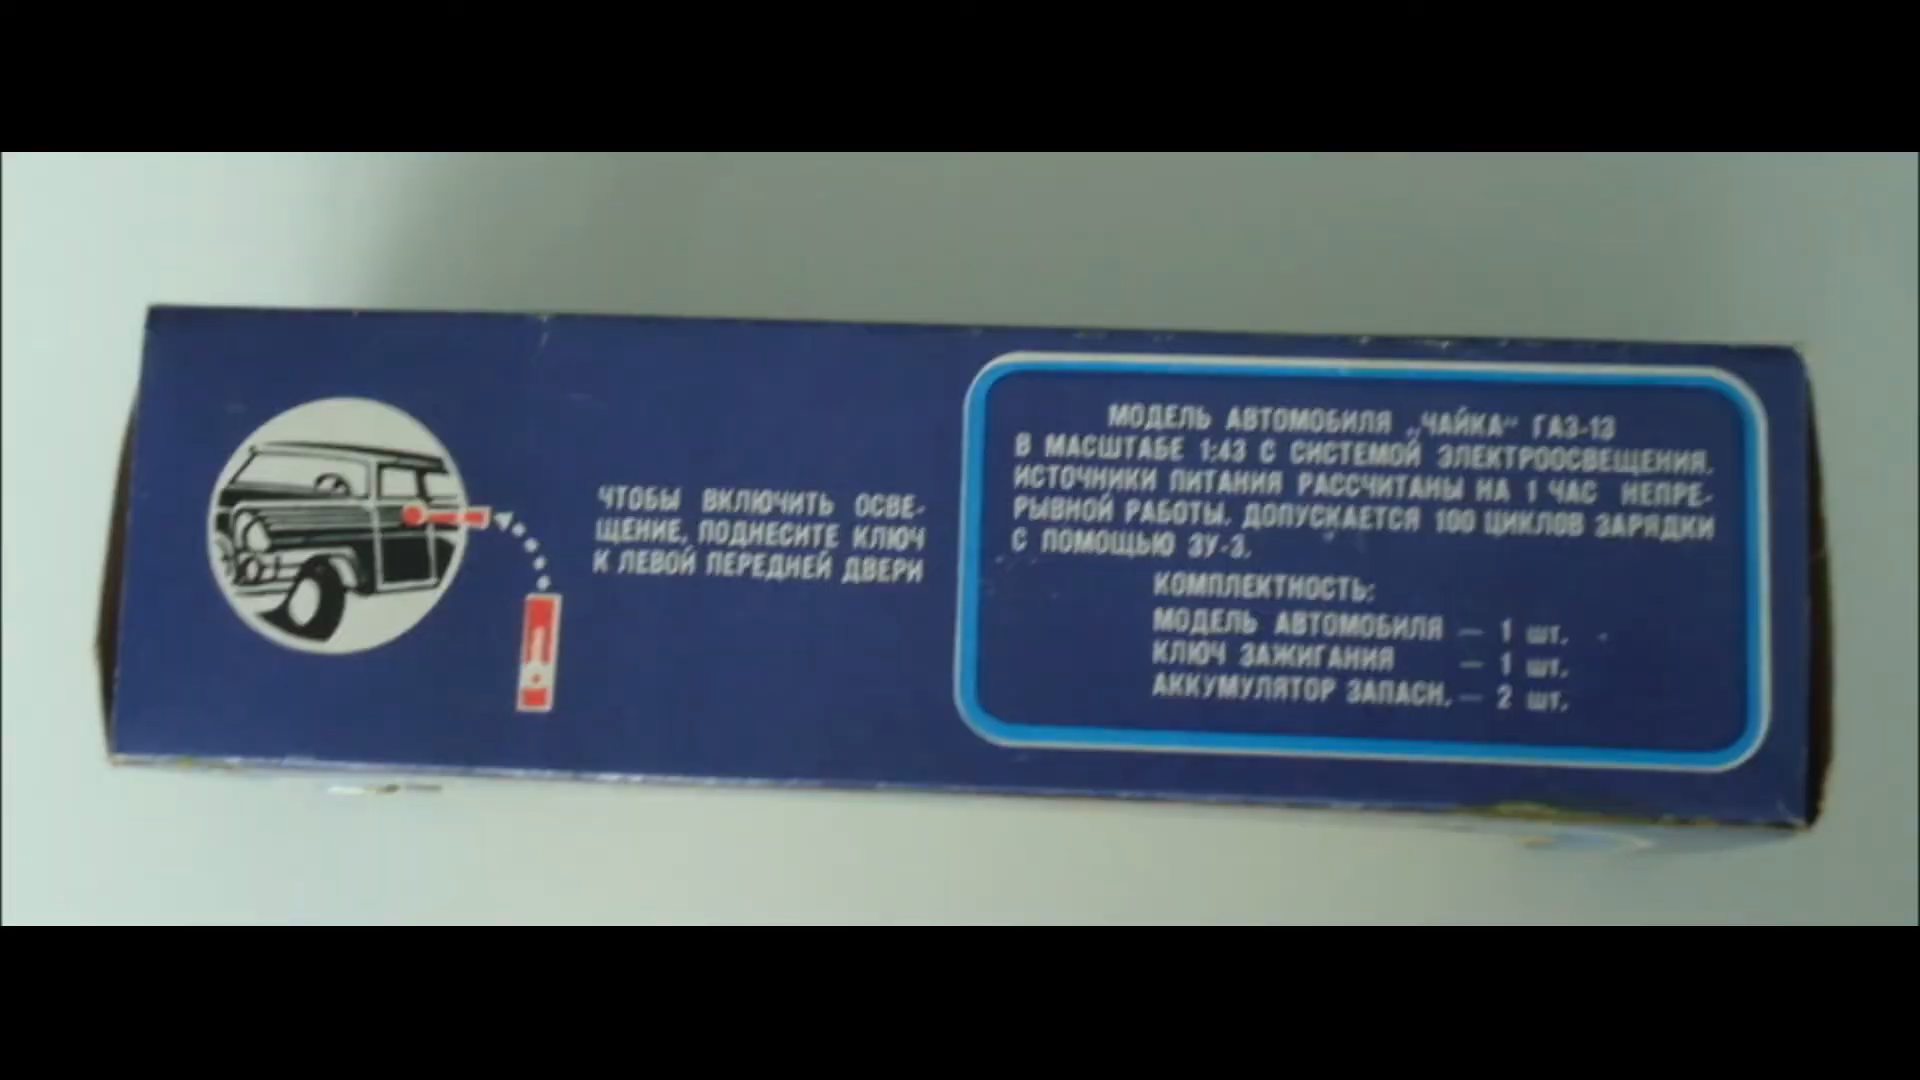 ЧТОБЫ ВКЛЮЧИТЬ ОСВЕ-
ЩЕНИЕ, ПОДНЕСИТЕ КЛЮЧ
К ЛЕВОЙ ПЕРЕДНЕЙ ДВЕРИ
МОДЕЛЬ АВТОМОБИЛЯ „ЧАЙКА“ ГАЗ-13
В МАСШТАБЕ 1:43 С СИСТЕМОЙ ЭЛЕКТРООСВЕЩЕНИЯ.
ИСТОЧНИКИ ПИТАНИЯ РАССЧИТАНЫ НА 1 ЧАС НЕПРЕ-
РЫВНОЙ РАБОТЫ. ДОПУСКАЕТСЯ 100 ЦИКЛОВ ЗАРЯДКИ
С ПОМОЩЬЮ ЗУ-3.
КОМПЛЕКТНОСТЬ:
МОДЕЛЬ АВТОМОБИЛЯ — 1 шт.
КЛЮЧ ЗАЖИГАНИЯ — 1 шт.
АККУМУЛЯТОР ЗАПАСН. — 2 шт.